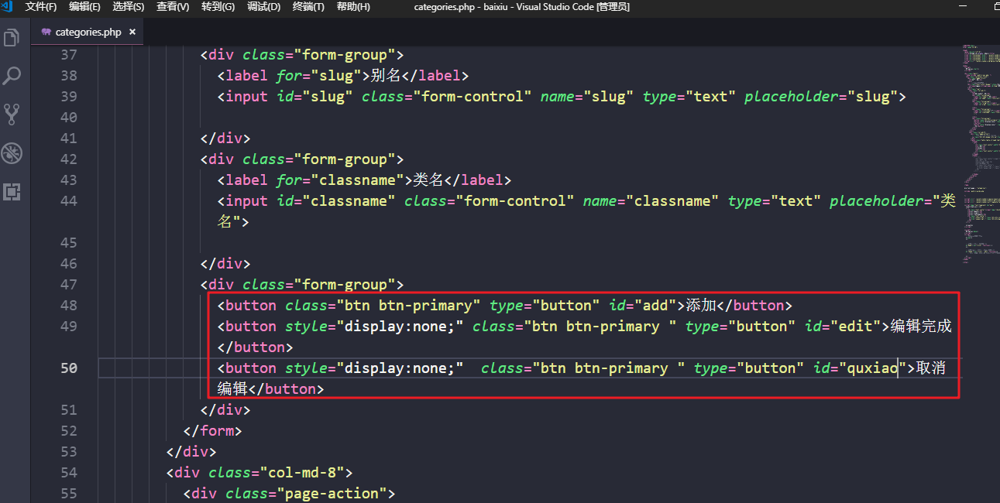 文件(F) 编辑(E) 选择(S) 查看(V) 转到(G) 调试(D) 终端(T) 帮助(H) categories.php - baixiu - Visual Studio Code [管理员]
categories.php ×
37 <div class="form-group">
38 <label for="slug">别名</label>
39 <input id="slug" class="form-control" name="slug" type="text" placeholder="slug">
40
41 </div>
42 <div class="form-group">
43 <label for="classname">类名</label>
44 <input id="classname" class="form-control" name="classname" type="text" placeholder="类
名">
45
46 </div>
47 <div class="form-group">
48 <button class="btn btn-primary" type="button" id="add">添加</button>
49 <button style="display:none;" class="btn btn-primary " type="button" id="edit">编辑完成
</button>
50 <button style="display:none;"  class="btn btn-primary " type="button" id="quxiao">取消
编辑</button>
51 </div>
52 </form>
53 </div>
54 <div class="col-md-8">
55 <div class="page-action">